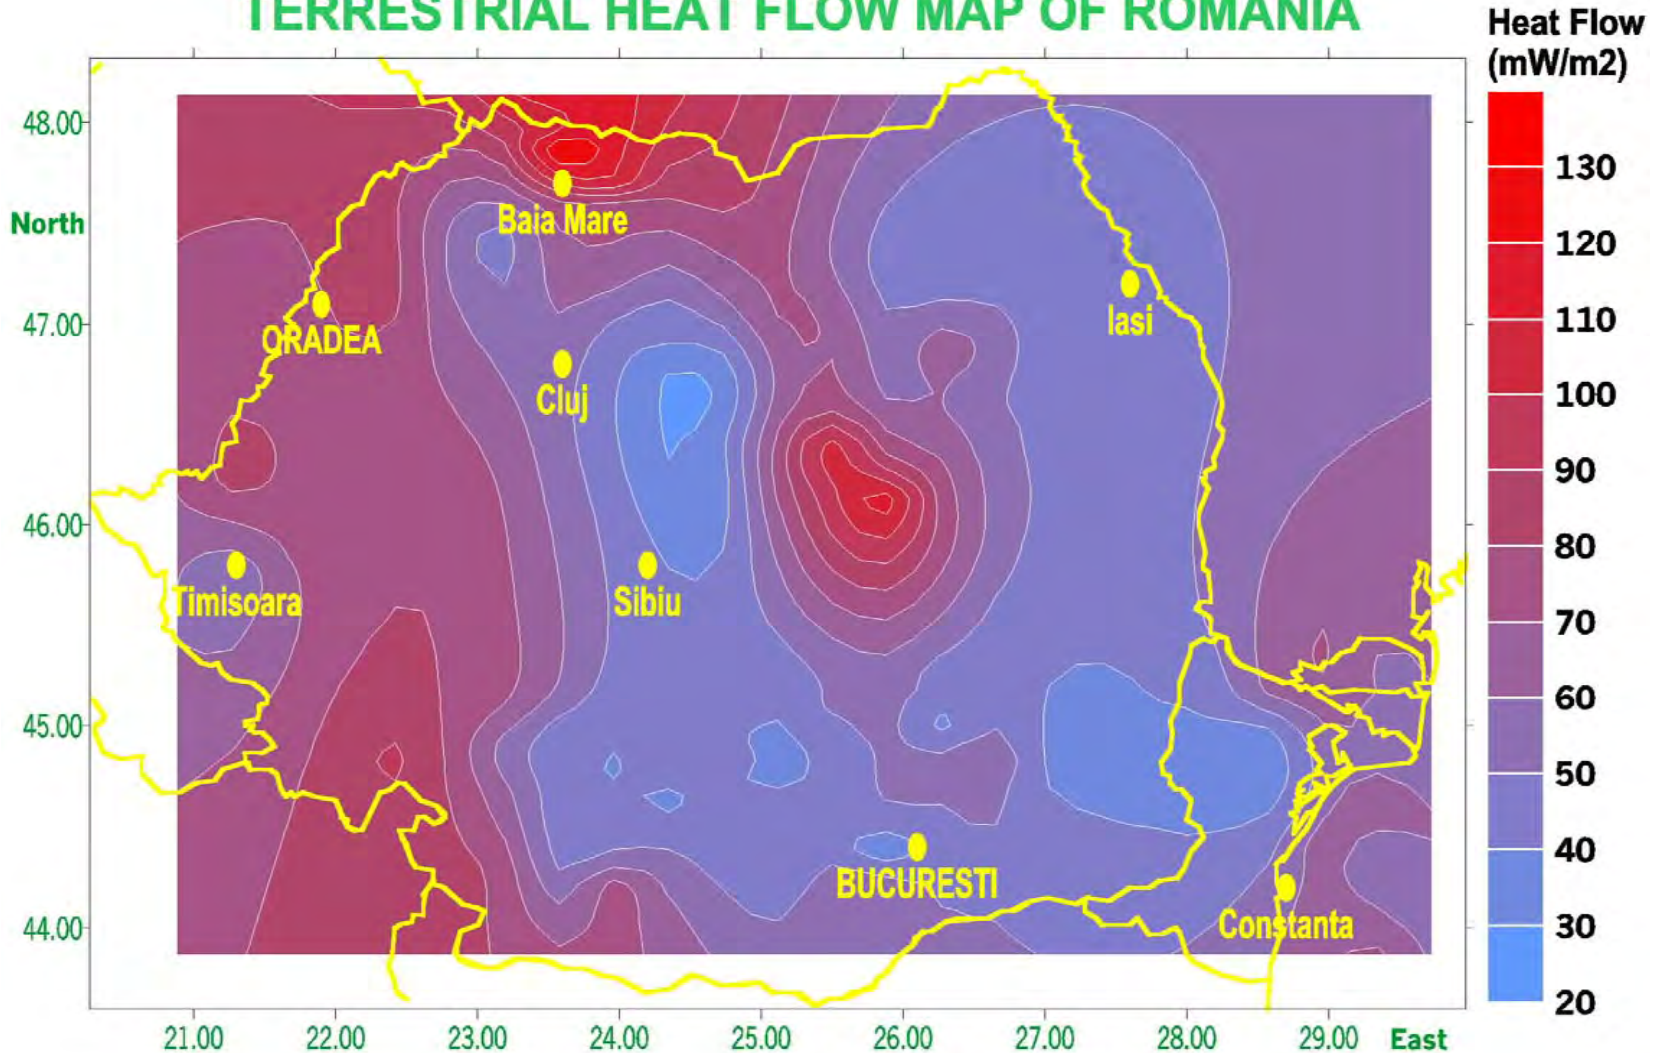 TERRESTRIAL HEAT FLOW MAP OF ROMANIA
Heat Flow
(mW/m2)
48.00
130
120
North
Baia Mare
110
47.00
Iasi
ORADEA
100
Cluj
90
46.00
80
Timisoara
Sibiu
70
60
45.00
50
40
BUCURESTI
44.00
Constanta
30
20
21.00 22.00 23.00 24.00 25.00 26.00 27.00 28.00 29.00 East